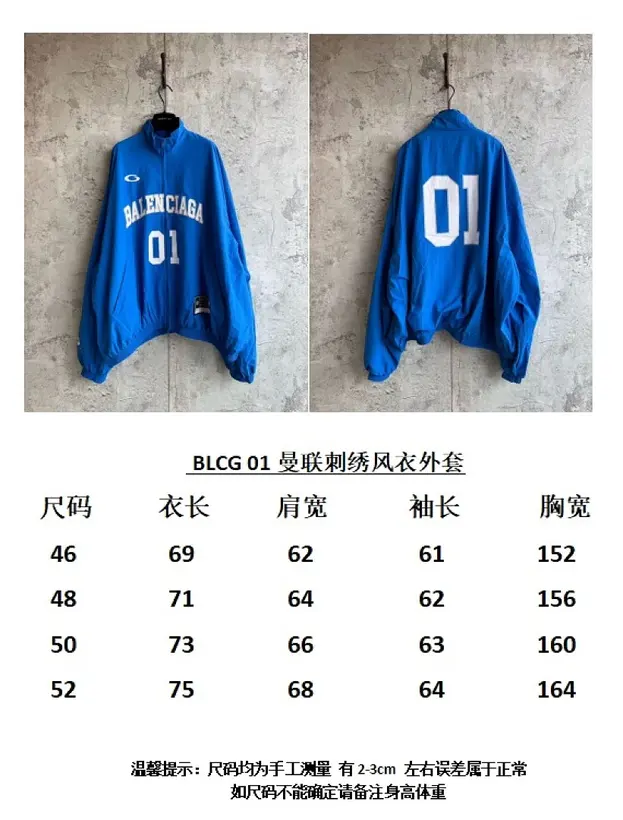 BALENCIAGA
01
01
BLCG 01 曼联刺绣风衣外套
尺码 衣长 肩宽 袖长 胸宽
46 69 62 61 152
48 71 64 62 156
50 73 66 63 160
52 75 68 64 164
温馨提示：尺码均为手工测量 有2-3cm 左右误差属于正常
如尺码不能确定请备注身高体重